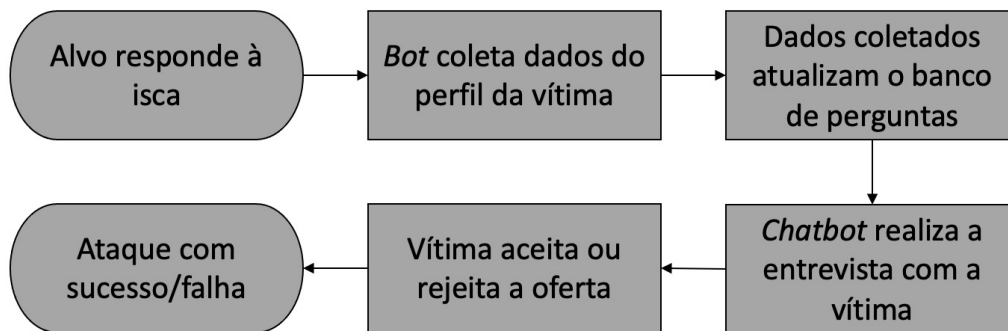 Alvo responde à
isca
Bot coleta dados do
perfil da vítima
Dados coletados
atualizam o banco
de perguntas
Chatbot realiza a
entrevista com a
vítima
Vítima aceita ou
rejeita a oferta
Ataque com
sucesso/falha